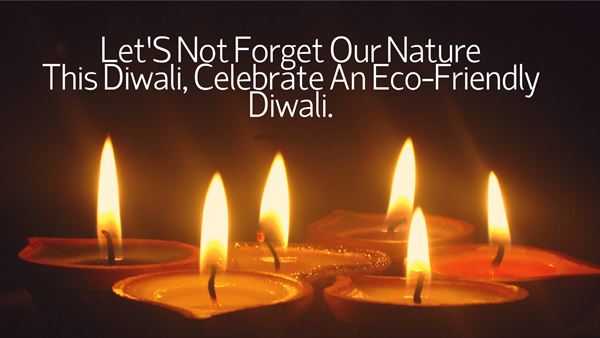 Let'S Not Forget Our Nature
This Diwali, Celebrate An Eco-Friendly
Diwali.